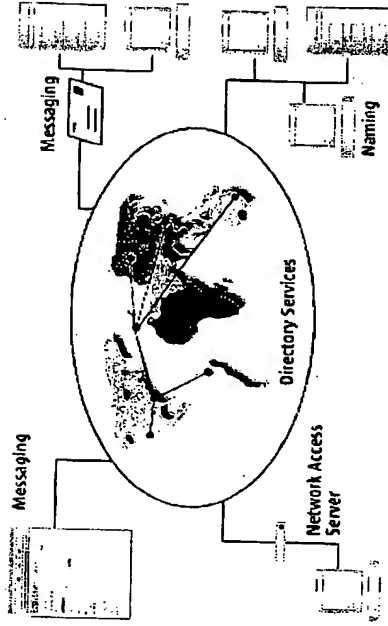 Messaging
Messaging
Directory Services
Network Access
Server
Naming